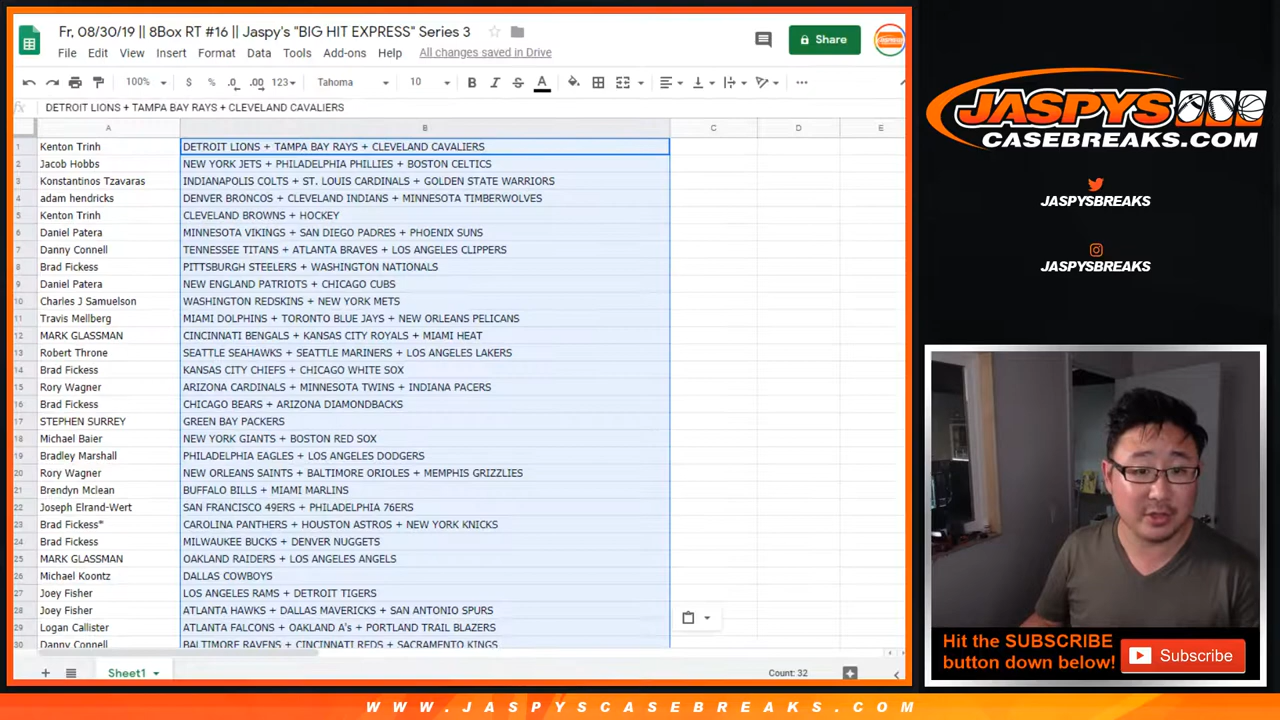 Fr, 08/30/19 || 8Box RT #16 || Jaspy's "BIG HIT EXPRESS" Series 3
File Edit View Insert Format Data Tools Add-ons Help All changes saved in Drive
Share
100% $ % .0 .00 123 Tahoma 10 B I S A
fx DETROIT LIONS + TAMPA BAY RAYS + CLEVELAND CAVALIERS
A B C D E
1 Kenton Trinh DETROIT LIONS + TAMPA BAY RAYS + CLEVELAND CAVALIERS
2 Jacob Hobbs NEW YORK JETS + PHILADELPHIA PHILLIES + BOSTON CELTICS
3 Konstantinos Tzavaras INDIANAPOLIS COLTS + ST. LOUIS CARDINALS + GOLDEN STATE WARRIORS
4 adam hendricks DENVER BRONCOS + CLEVELAND INDIANS + MINNESOTA TIMBERWOLVES
5 Kenton Trinh CLEVELAND BROWNS + HOCKEY
6 Daniel Patera MINNESOTA VIKINGS + SAN DIEGO PADRES + PHOENIX SUNS
7 Danny Connell TENNESSEE TITANS + ATLANTA BRAVES + LOS ANGELES CLIPPERS
8 Brad Fickess PITTSBURGH STEELERS + WASHINGTON NATIONALS
9 Daniel Patera NEW ENGLAND PATRIOTS + CHICAGO CUBS
10 Charles J Samuelson WASHINGTON REDSKINS + NEW YORK METS
11 Travis Mellberg MIAMI DOLPHINS + TORONTO BLUE JAYS + NEW ORLEANS PELICANS
12 MARK GLASSMAN CINCINNATI BENGALS + KANSAS CITY ROYALS + MIAMI HEAT
13 Robert Throne SEATTLE SEAHAWKS + SEATTLE MARINERS + LOS ANGELES LAKERS
14 Brad Fickess KANSAS CITY CHIEFS + CHICAGO WHITE SOX
15 Rory Wagner ARIZONA CARDINALS + MINNESOTA TWINS + INDIANA PACERS
16 Brad Fickess CHICAGO BEARS + ARIZONA DIAMONDBACKS
17 STEPHEN SURREY GREEN BAY PACKERS
18 Michael Baier NEW YORK GIANTS + BOSTON RED SOX
19 Bradley Marshall PHILADELPHIA EAGLES + LOS ANGELES DODGERS
20 Rory Wagner NEW ORLEANS SAINTS + BALTIMORE ORIOLES + MEMPHIS GRIZZLIES
21 Brendyn Mclean BUFFALO BILLS + MIAMI MARLINS
22 Joseph Elrand-Wert SAN FRANCISCO 49ERS + PHILADELPHIA 76ERS
23 Brad Fickess* CAROLINA PANTHERS + HOUSTON ASTROS + NEW YORK KNICKS
24 Brad Fickess MILWAUKEE BUCKS + DENVER NUGGETS
25 MARK GLASSMAN OAKLAND RAIDERS + LOS ANGELES ANGELS
26 Michael Koontz DALLAS COWBOYS
27 Joey Fisher LOS ANGELES RAMS + DETROIT TIGERS
28 Joey Fisher ATLANTA HAWKS + DALLAS MAVERICKS + SAN ANTONIO SPURS
29 Logan Callister ATLANTA FALCONS + OAKLAND A's + PORTLAND TRAIL BLAZERS
30 Danny Connell BALTIMORE RAVENS + CINCINNATI REDS + SACRAMENTO KINGS
Sheet1 Count: 32
JASPYS
CASEBREAKS.COM
JASPYSBREAKS
JASPYSBREAKS
Hit the SUBSCRIBE
button down below!
Subscribe
WWW.JASPYSCASEBREAKS.COM